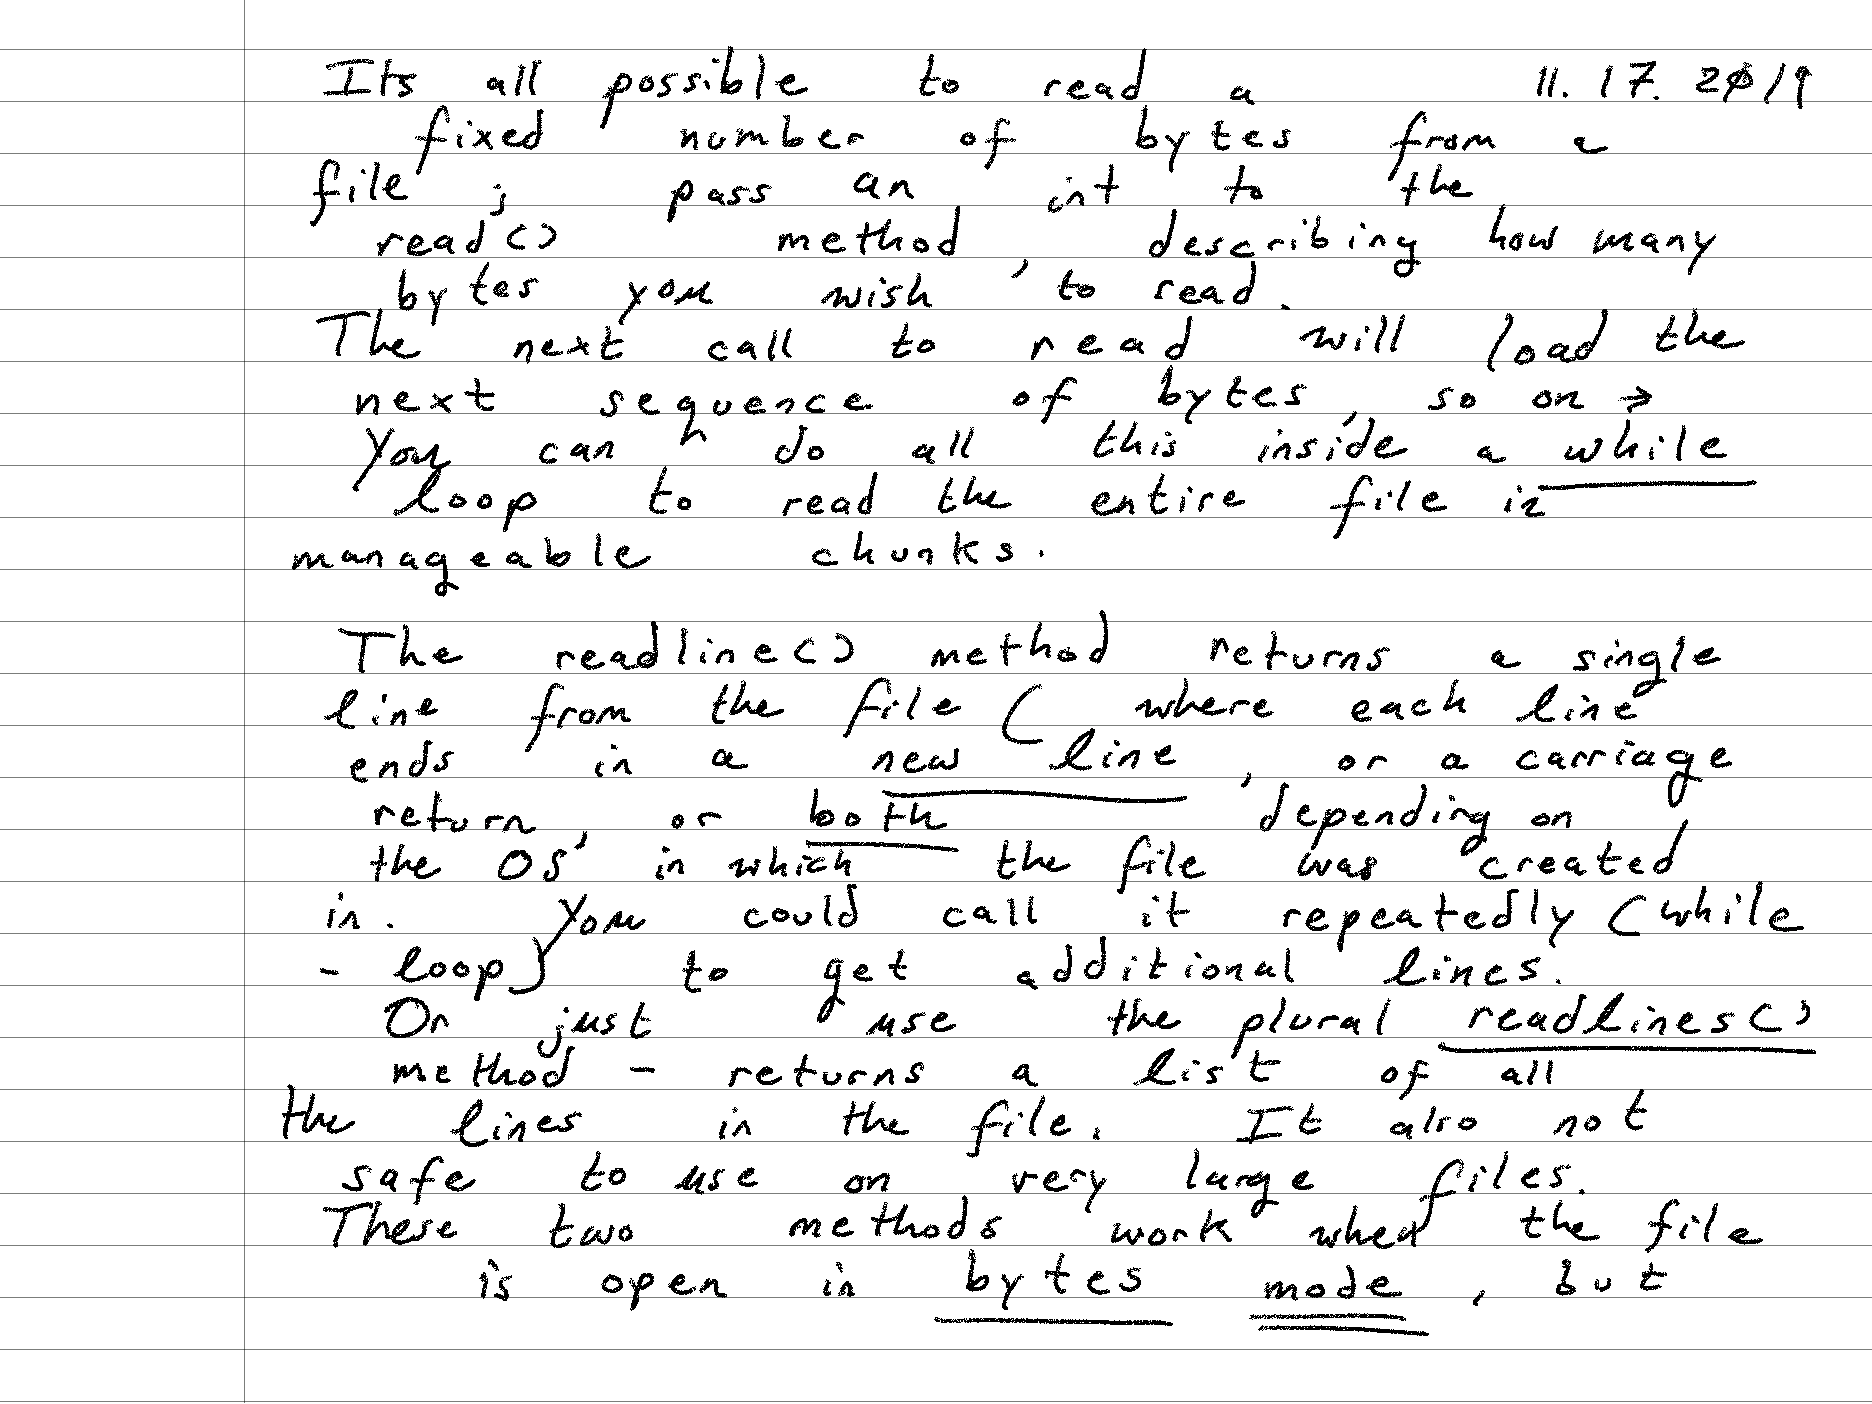 Its all possible to read a 11. 17. 2019
fixed number of bytes from a
file ; pass an int to the
read() method, describing how many
bytes you wish to read.
The next call to read will load the
next sequence of bytes, so on →
You can do all this inside a while
loop to read the entire file in
manageable chunks.
The readline() method returns a single
line from the file ( where each line
ends in a new line, or a carriage
return, or both depending on
the OS in which the file was created
in. You could call it repeatedly (while
- loop) to get additional lines.
Or just use the plural readlines()
method - returns a list of all
the lines in the file. It also not
safe to use on very large files.
These two methods work when the file
is open in bytes mode, but